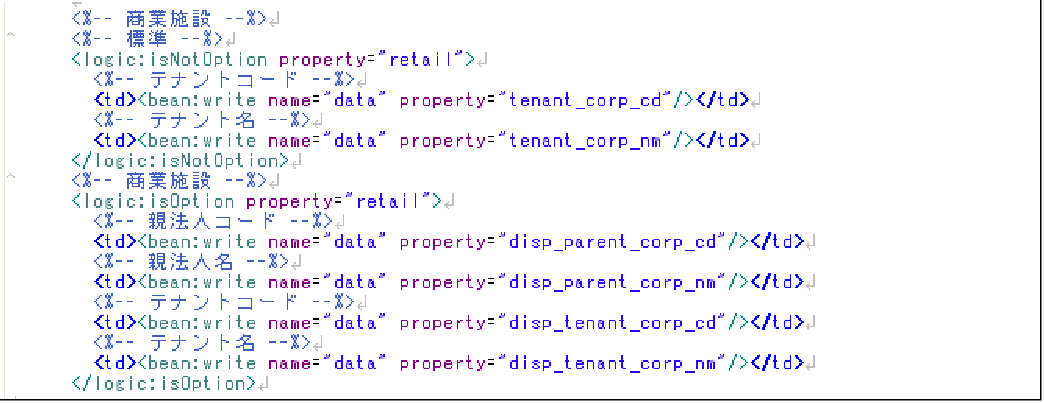 <%-- 商業施設 --%>
<%-- 標準 --%>
<logic:isNotOption property="retail">
<%-- テナントコード --%>
<td><bean:write name="data" property="tenant_corp_cd"/></td>
<%-- テナント名 --%>
<td><bean:write name="data" property="tenant_corp_nm"/></td>
</logic:isNotOption>
<%-- 商業施設 --%>
<logic:isOption property="retail">
<%-- 親法人コード --%>
<td><bean:write name="data" property="disp_parent_corp_cd"/></td>
<%-- 親法人名 --%>
<td><bean:write name="data" property="disp_parent_corp_nm"/></td>
<%-- テナントコード --%>
<td><bean:write name="data" property="disp_tenant_corp_cd"/></td>
<%-- テナント名 --%>
<td><bean:write name="data" property="disp_tenant_corp_nm"/></td>
</logic:isOption>